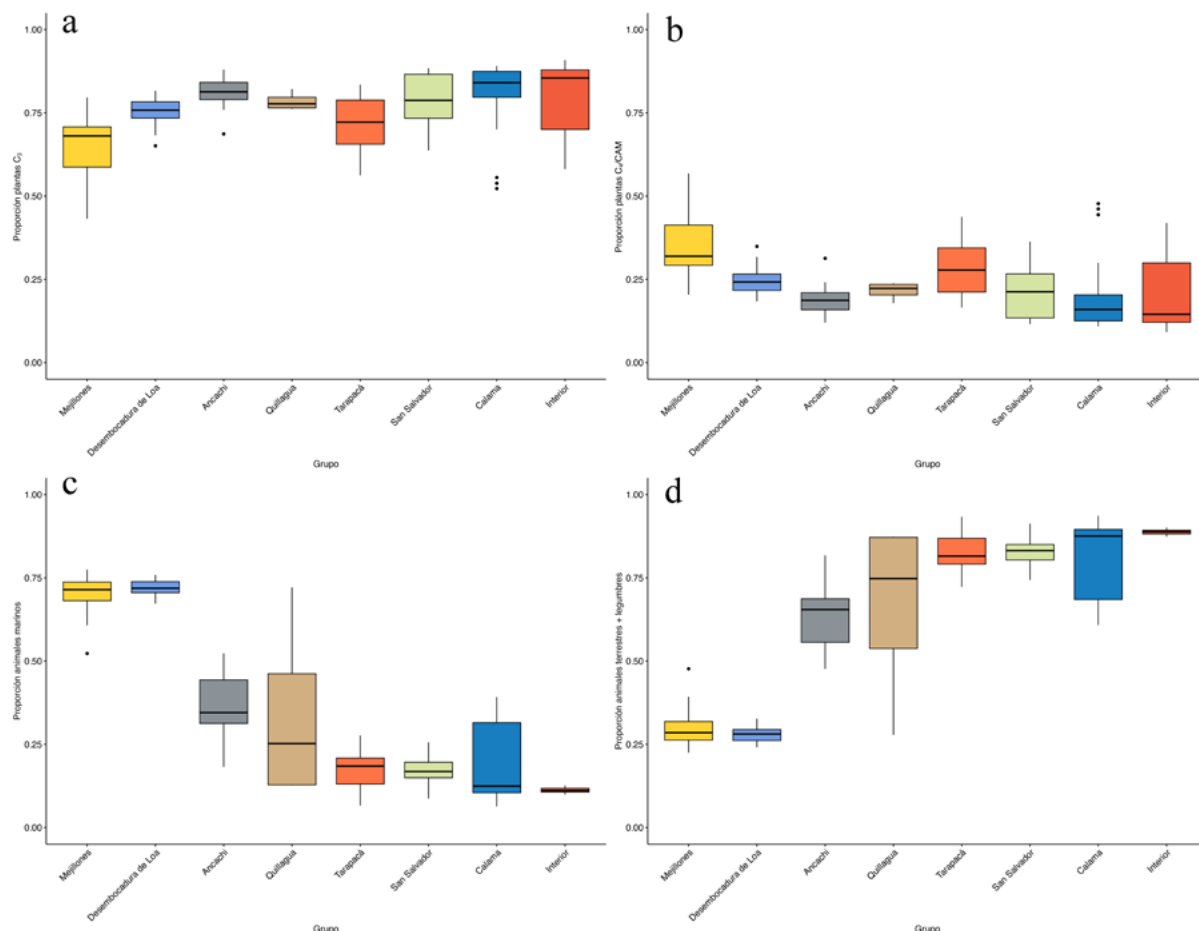 a
1.00
0.75
0.50
0.25
0.00
Proporción plantas C₃
Mejillones
Desembocadura de Loa
Ancachi
Quillagua
Tarapacá
San Salvador
Calama
Interior
Grupo
b
1.00
0.75
0.50
0.25
0.00
Proporción plantas C₄/CAM
Mejillones
Desembocadura de Loa
Ancachi
Quillagua
Tarapacá
San Salvador
Calama
Interior
Grupo
c
1.00
0.75
0.50
0.25
0.00
Proporción animales marinos
Mejillones
Desembocadura de Loa
Ancachi
Quillagua
Tarapacá
San Salvador
Calama
Interior
Grupo
d
1.00
0.75
0.50
0.25
0.00
Proporción animales terrestres + legumbres
Mejillones
Desembocadura de Loa
Ancachi
Quillagua
Tarapacá
San Salvador
Calama
Interior
Grupo